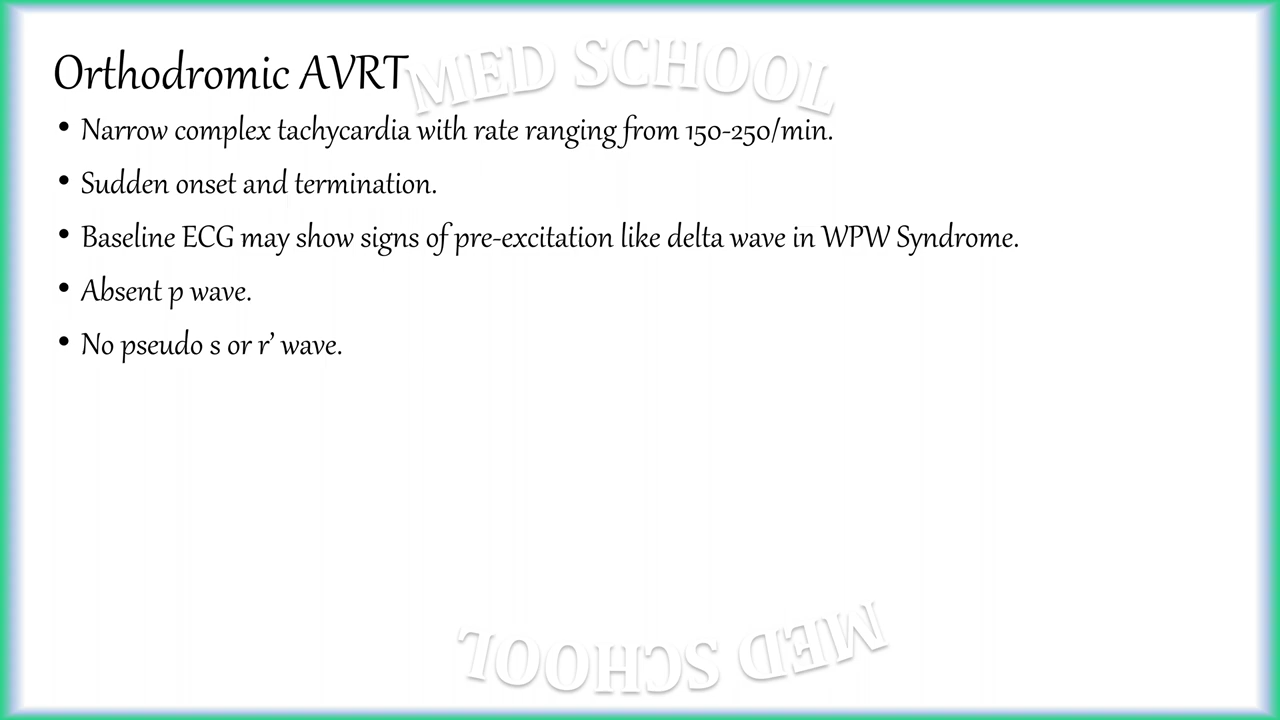 Orthodromic AVRT
MED SCHOOL
• Narrow complex tachycardia with rate ranging from 150-250/min.
• Sudden onset and termination.
• Baseline ECG may show signs of pre-excitation like delta wave in WPW Syndrome.
• Absent p wave.
• No pseudo s or r’ wave.
MED SCHOOL